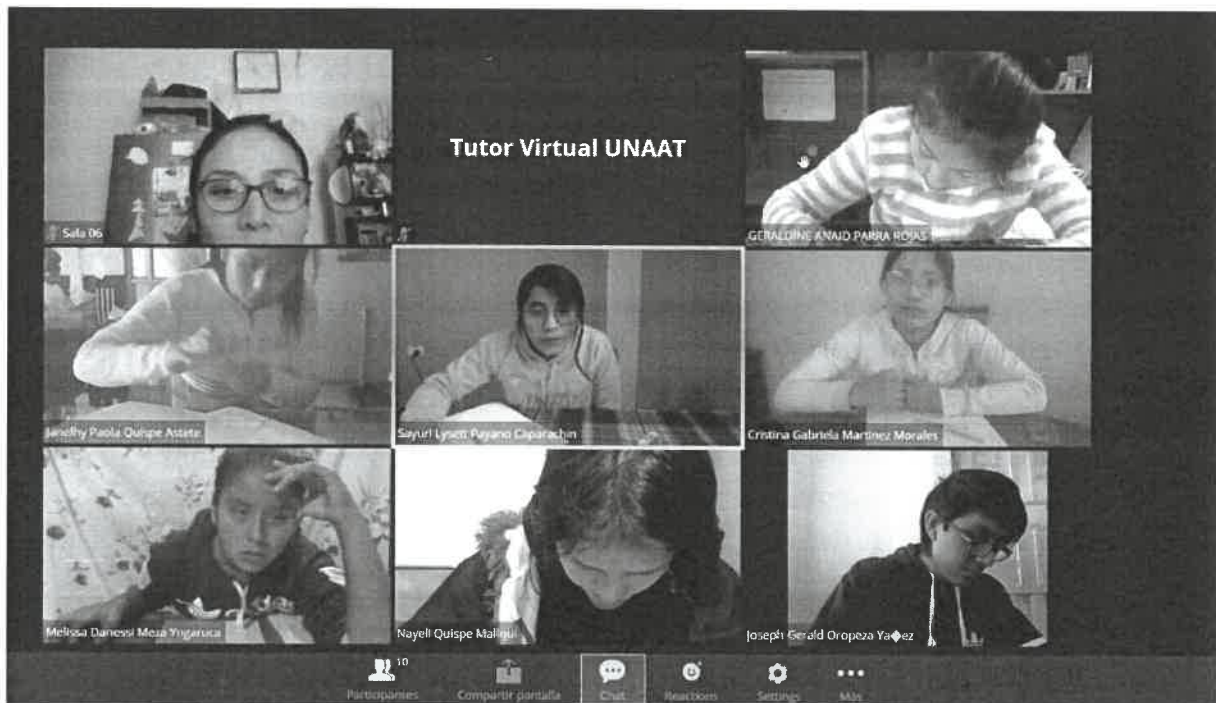 Sala 06
Tutor Virtual UNAAT
GERALDINE ANAID PARRA ROJAS
Janelhy Paola Quispe Astete
Sayuri Lysett Payano Caparachin
Cristina Gabriela Martinez Morales
Melissa Danessi Meza Yngaruca
Nayeli Quispe Mallqui
Joseph Gerald Oropeza Ya�ez
10
Participantes
Compartir pantalla
Chat
Reactions
Settings
Más